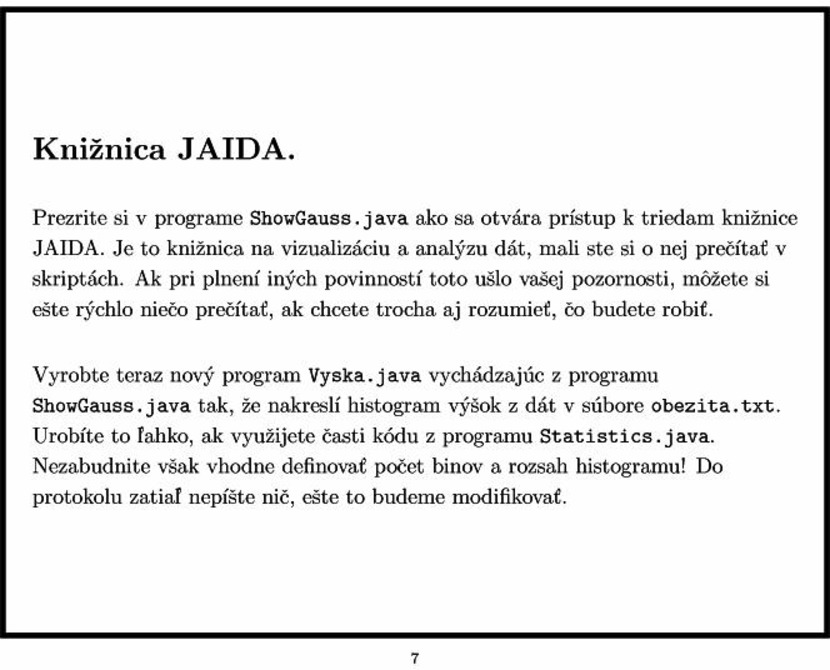 Knižnica JAIDA.
Prezrite si v programe ShowGauss.java ako sa otvára prístup k triedam knižnice
JAIDA. Je to knižnica na vizualizáciu a analýzu dát, mali ste si o nej prečítať v
skriptách. Ak pri plnení iných povinností toto ušlo vašej pozornosti, môžete si
ešte rýchlo niečo prečítať, ak chcete trocha aj rozumieť, čo budete robiť.
Vyrobte teraz nový program Vyska.java vychádzajúc z programu
ShowGauss.java tak, že nakreslí histogram výšok z dát v súbore obezita.txt.
Urobíte to ľahko, ak využijete časti kódu z programu Statistics.java.
Nezabudnite však vhodne definovať počet binov a rozsah histogramu! Do
protokolu zatiaľ nepíšte nič, ešte to budeme modifikovať.
7